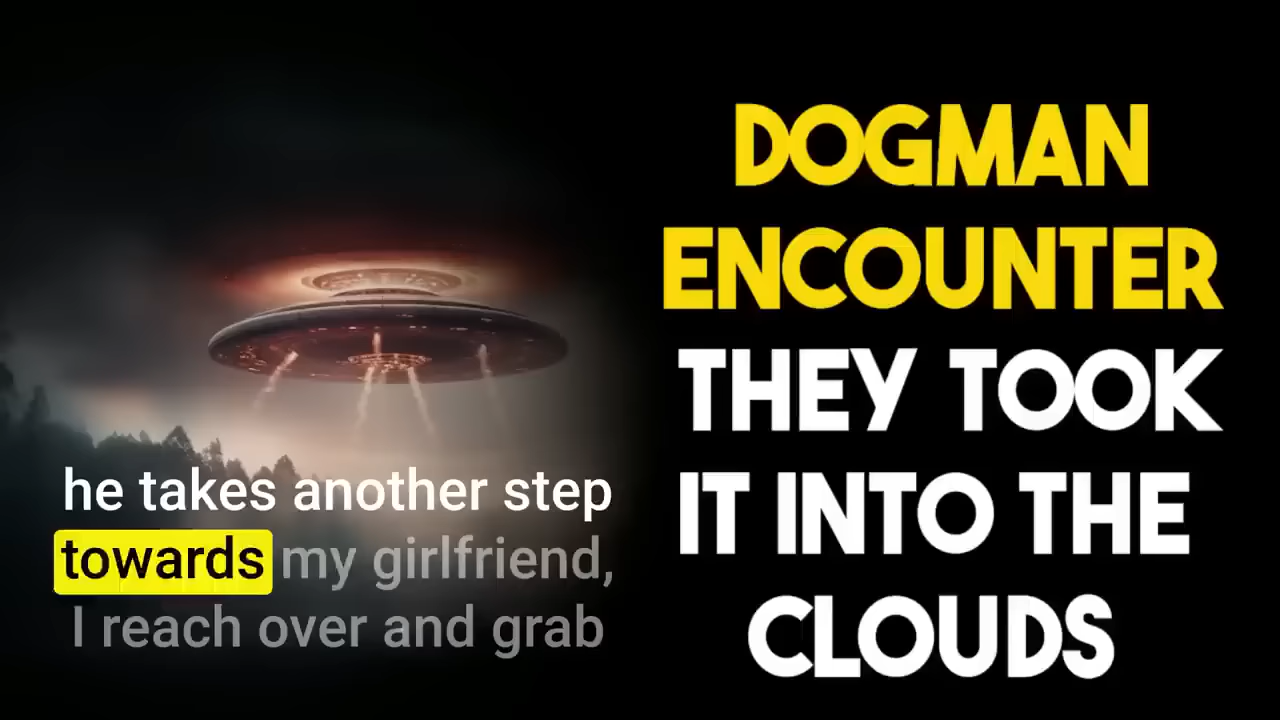 he takes another step
towards my girlfriend,
I reach over and grab
DOGMAN
ENCOUNTER
THEY TOOK
IT INTO THE
CLOUDS